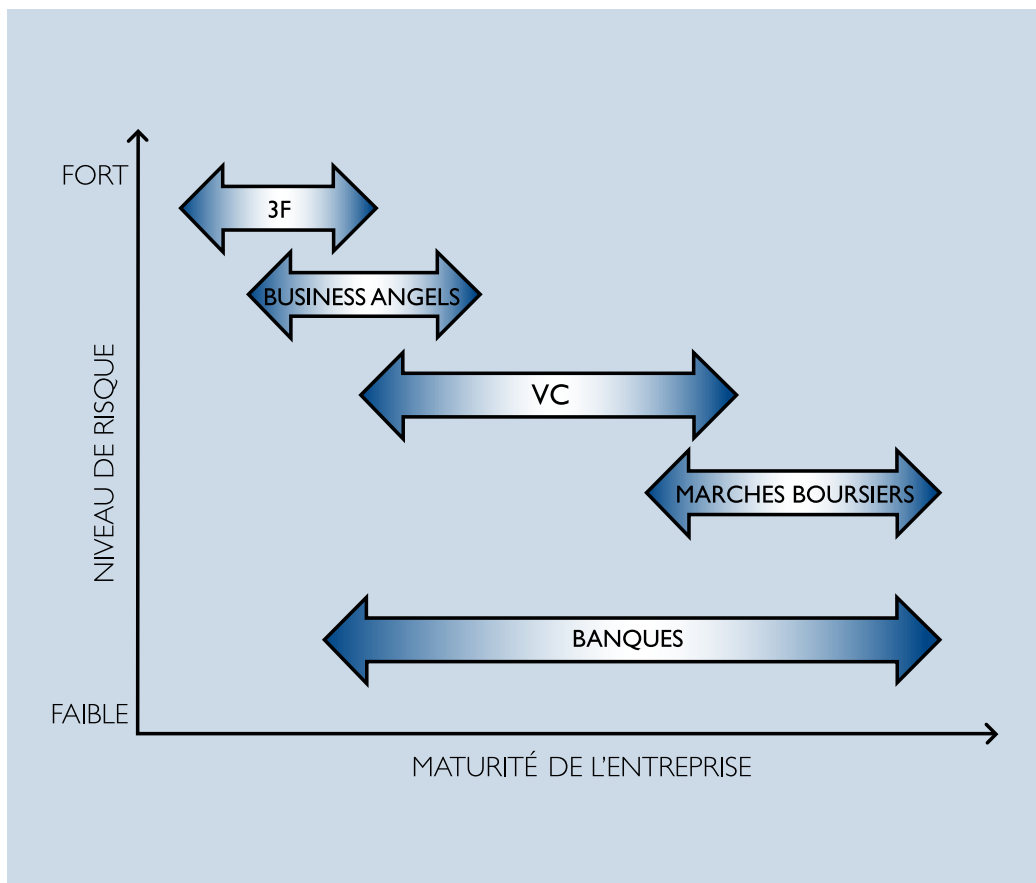 FORT
3F
BUSINESS ANGELS
VC
MARCHES BOURSIERS
BANQUES
NIVEAU DE RISQUE
FAIBLE
MATURITÉ DE L'ENTREPRISE